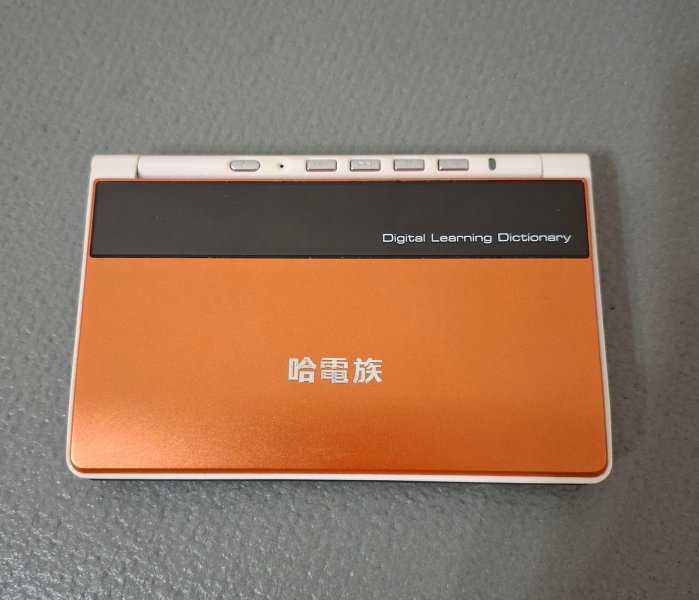 Digital Learning Dictionary
哈電族